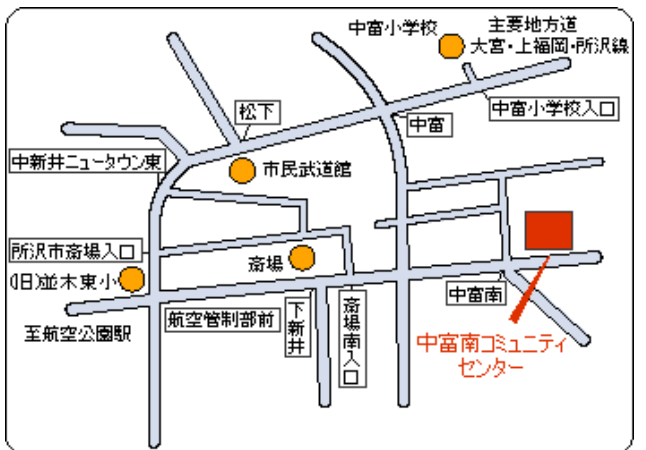 中富小学校
主要地方道
大宮・上福岡・所沢線
松下
中富
中富小学校入口
中新井ニュータウン東
市民武道館
所沢市斎場入口
斎場
(旧)並木東小
中富南
航空管制部前
下新井
斎場南入口
至航空公園駅
中富南コミュニティ
センター